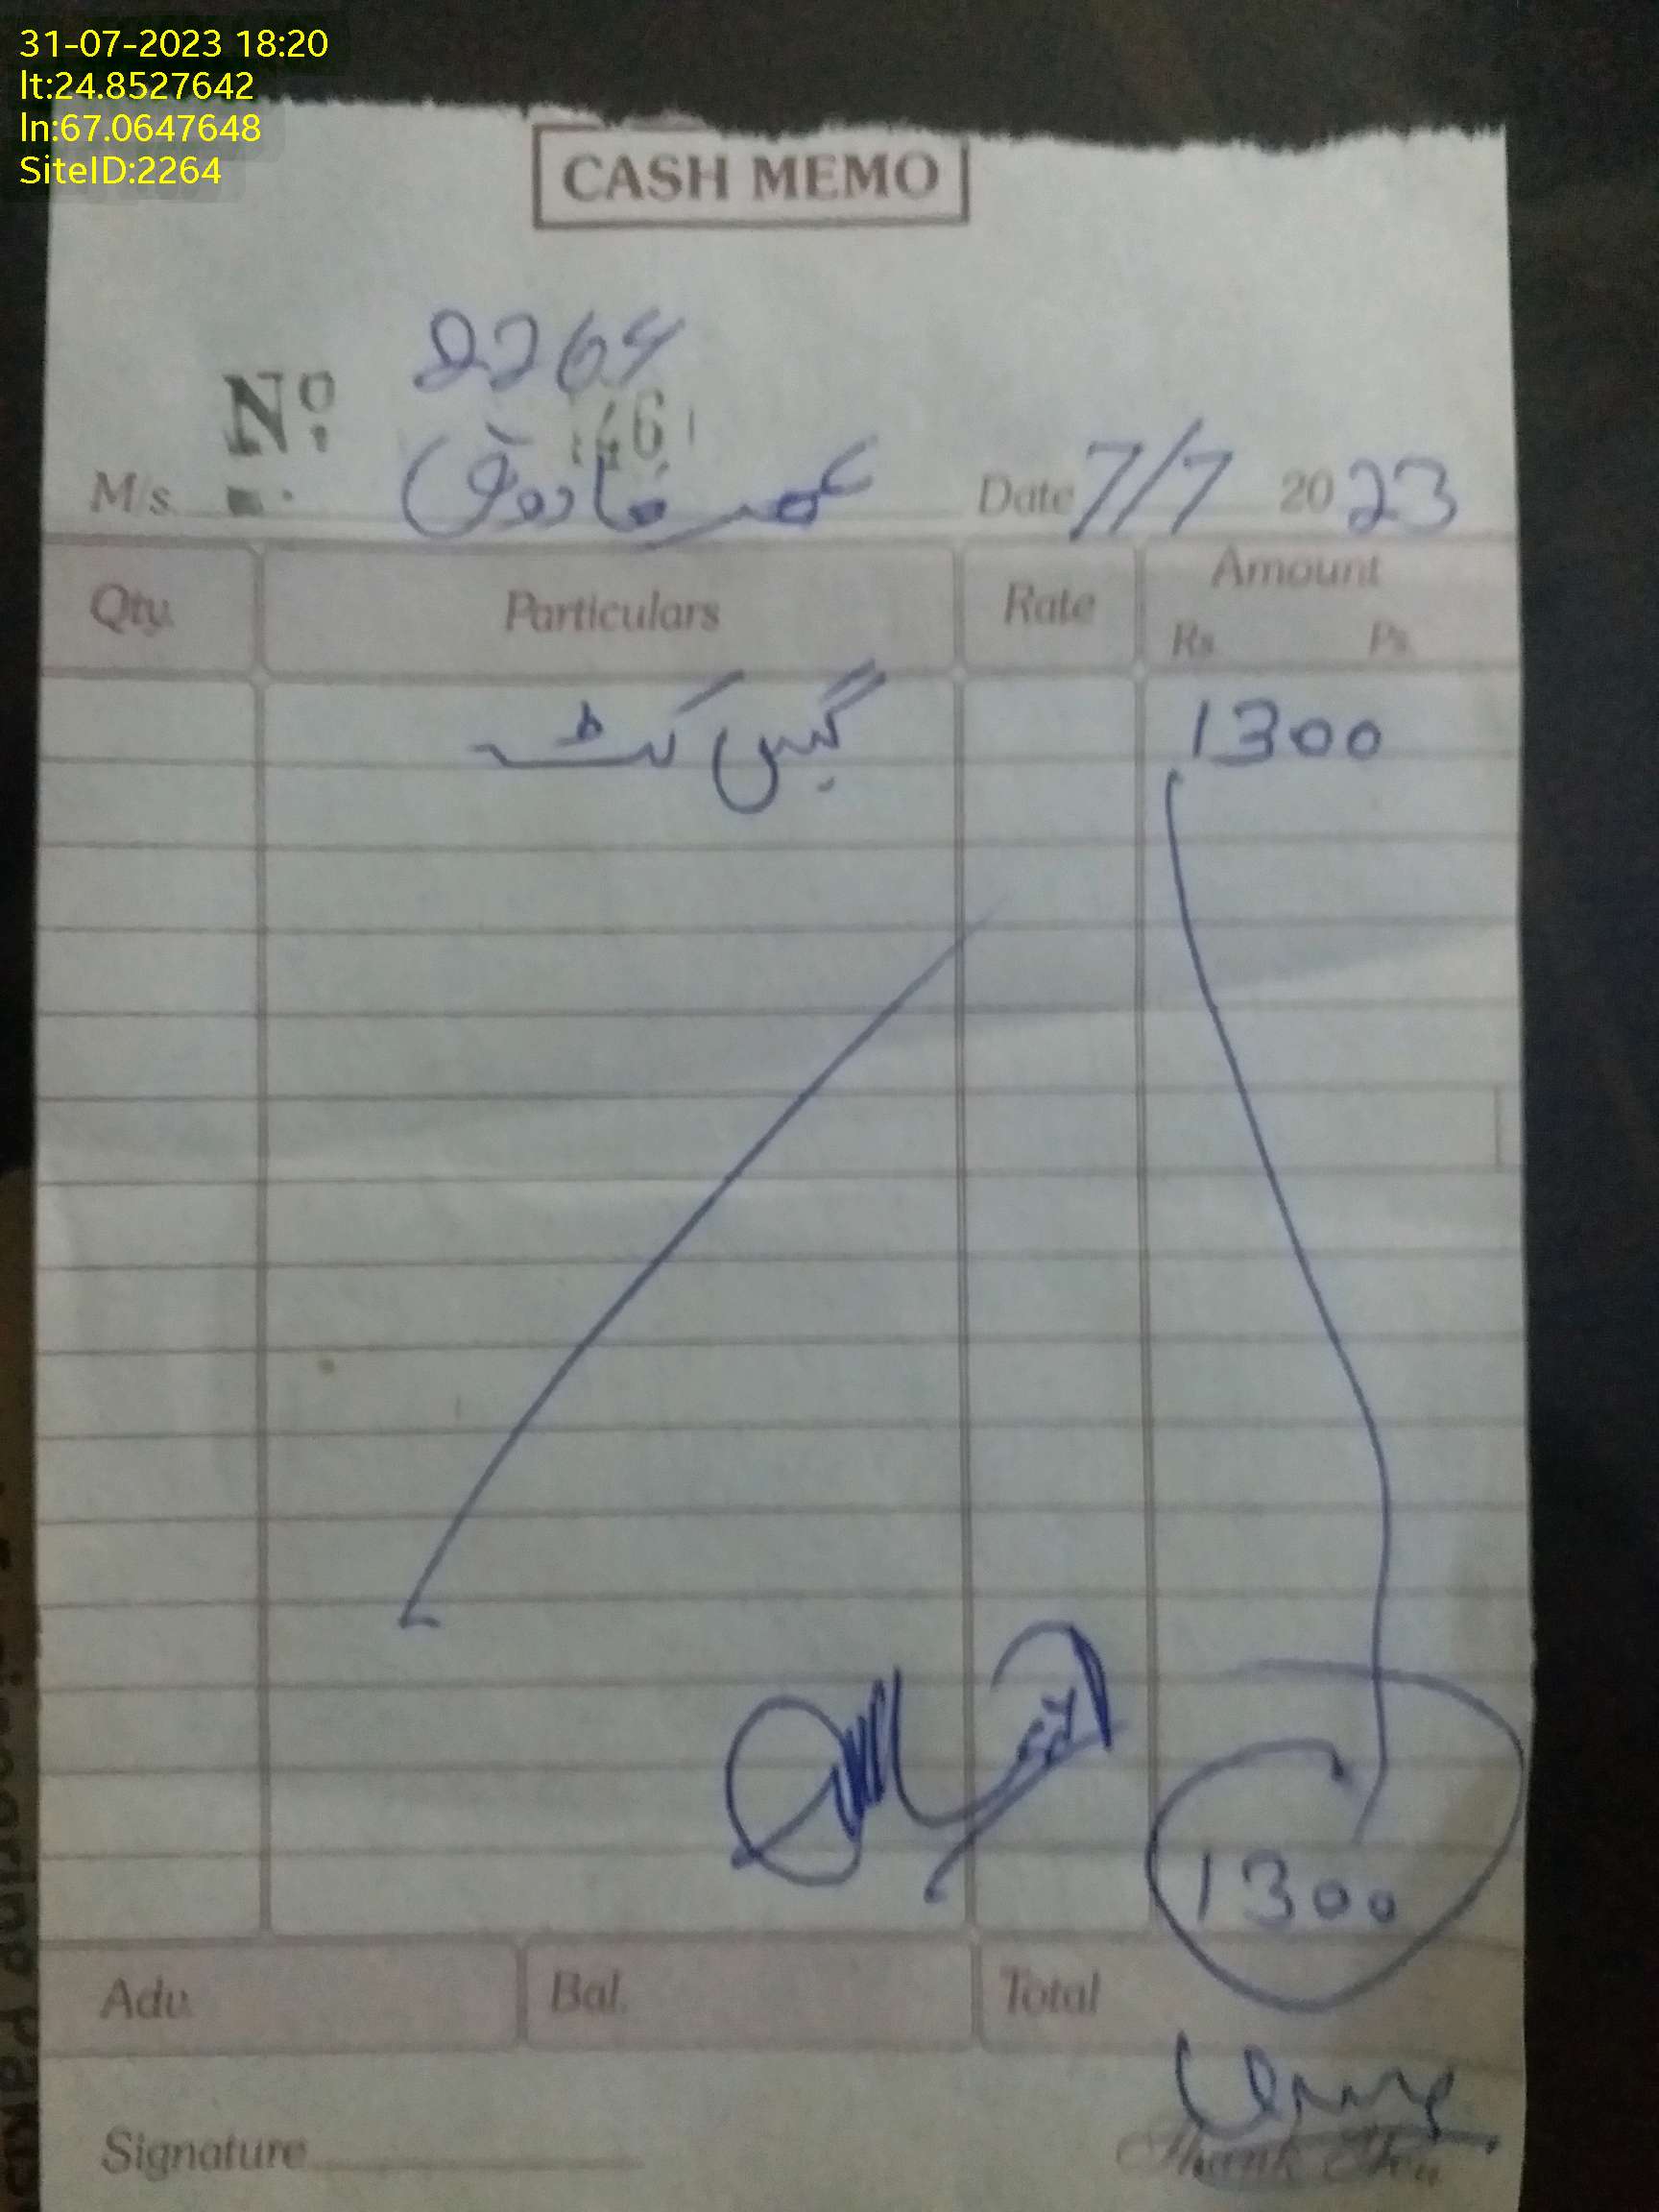 31-07-2023 18:20
lt:24.8527642
ln:67.0647648
SiteID:2264
CASH MEMO
2264
Nº 461
M/s. عمر فاروق Date 7/7 2023
Qty. Particulars Rate Amount
Rs. Ps.
گیس کٹ 1300
1300
Adv. Bal. Total
Signature
Thank You